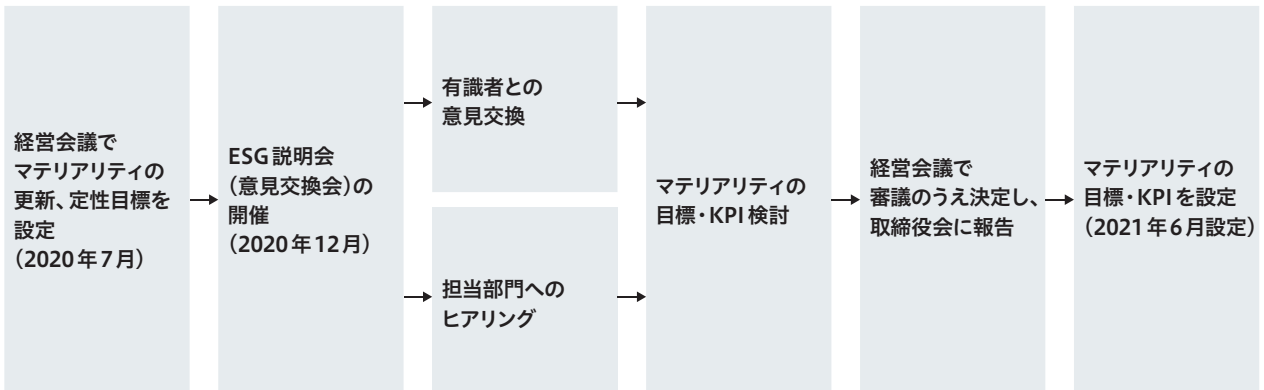 経営会議で
マテリアリティの
更新、定性目標を
設定
（2020年7月）
ESG説明会
（意見交換会）の
開催
（2020年12月）
有識者との
意見交換
担当部門への
ヒアリング
マテリアリティの
目標・KPI検討
経営会議で
審議のうえ決定し、
取締役会に報告
マテリアリティの
目標・KPIを設定
（2021年6月設定）